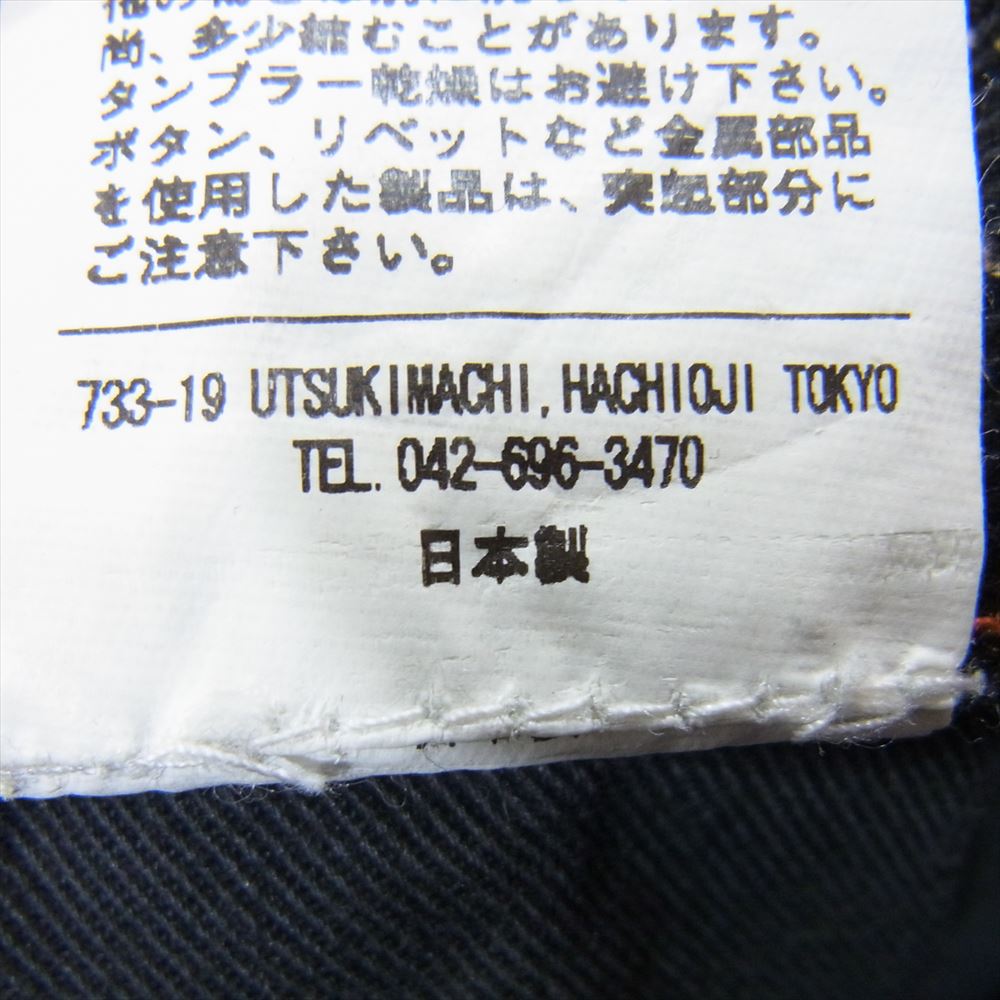 尚、多少縮むことがあります。
タンブラー乾燥はお避け下さい。
ボタン、リベットなど金属部品
を使用した製品は、突起部分に
ご注意下さい。
733-19 UTSUKIMACHI, HACHIOJI TOKYO
TEL. 042-696-3470
日本製